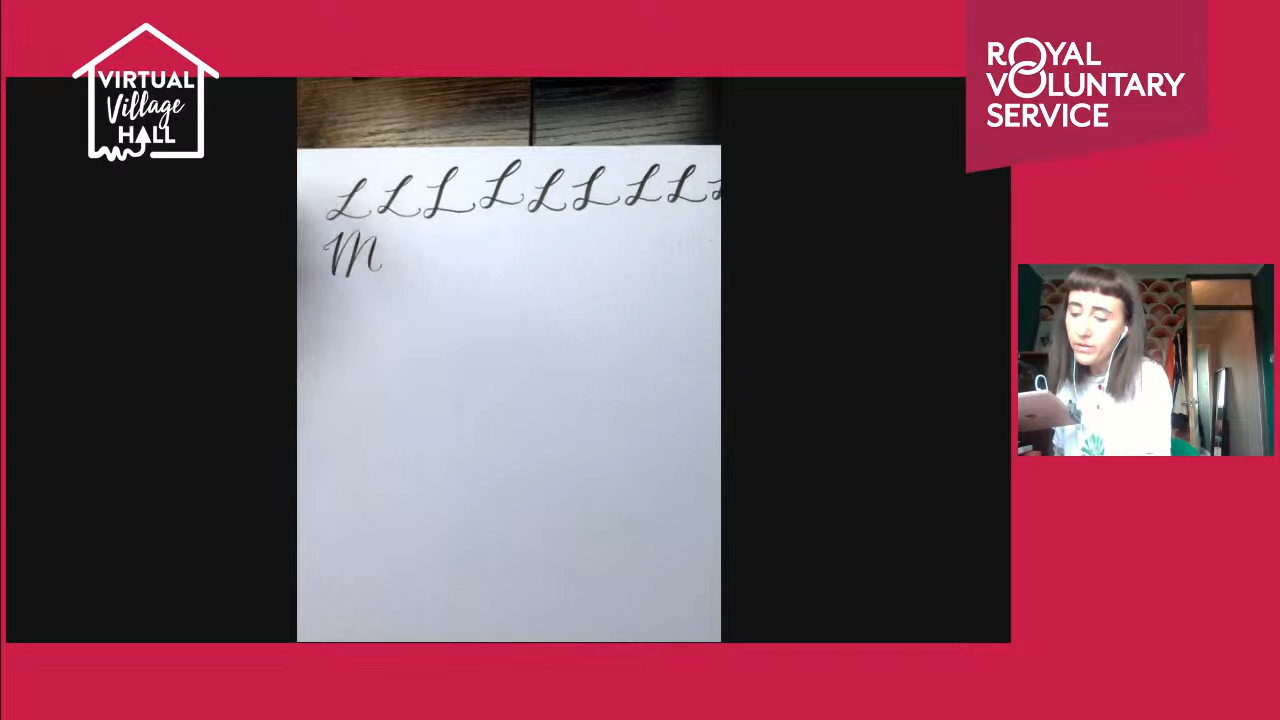 VIRTUAL
Village
HALL
ROYAL
VOLUNTARY
SERVICE
L L L L L L L L L
M